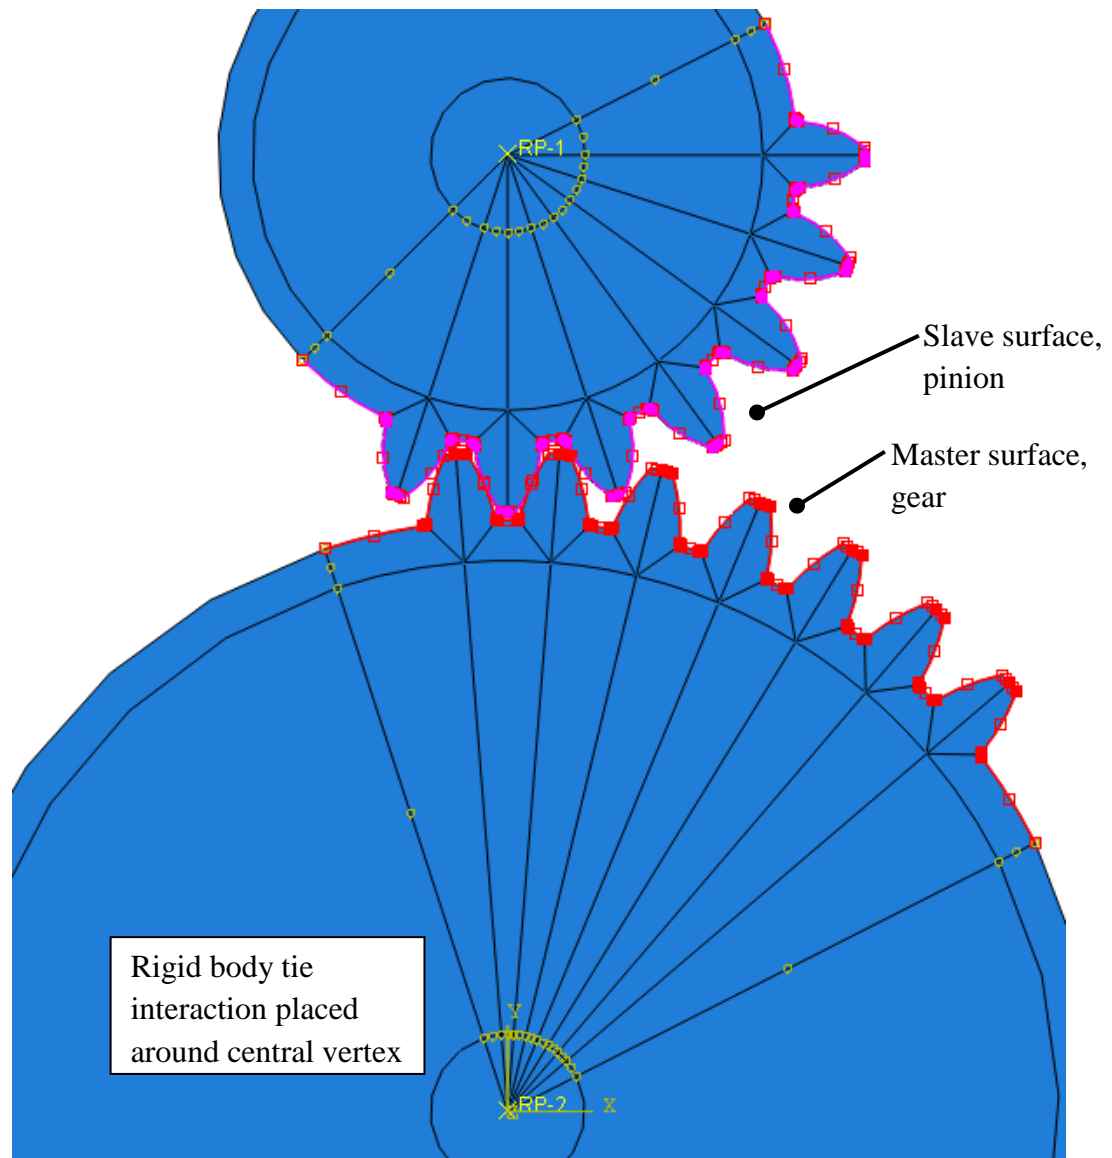 RP-1
Slave surface,
pinion
Master surface,
gear
Rigid body tie
interaction placed
around central vertex
Y
RP-2
X